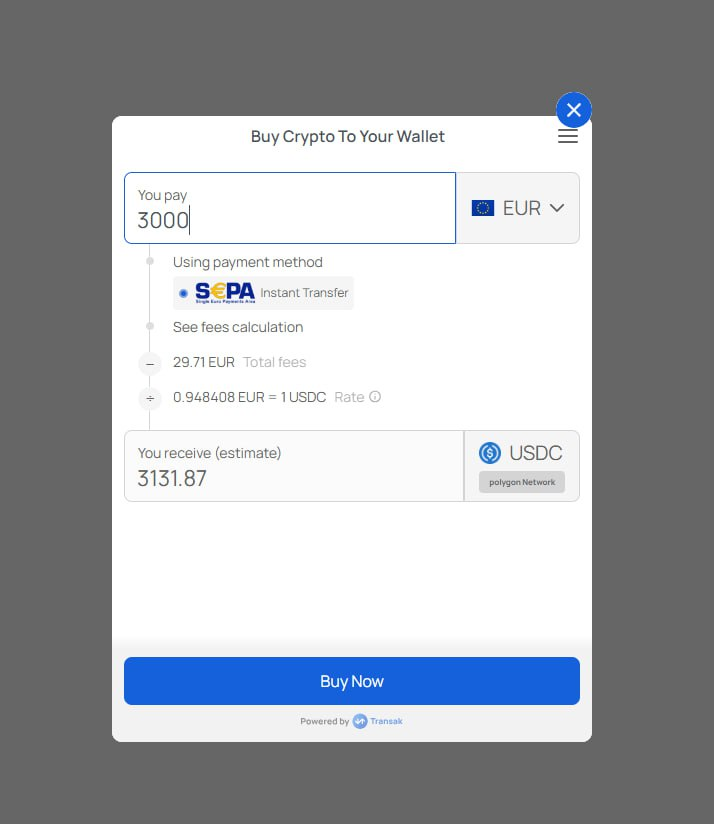 Buy Crypto To Your Wallet
You pay
3000
EUR
Using payment method
S€PA Instant Transfer
Single Euro Payments Area
See fees calculation
− 29.71 EUR Total fees
÷ 0.948408 EUR = 1 USDC Rate
You receive (estimate)
3131.87
USDC
polygon Network
Buy Now
Powered by Transak